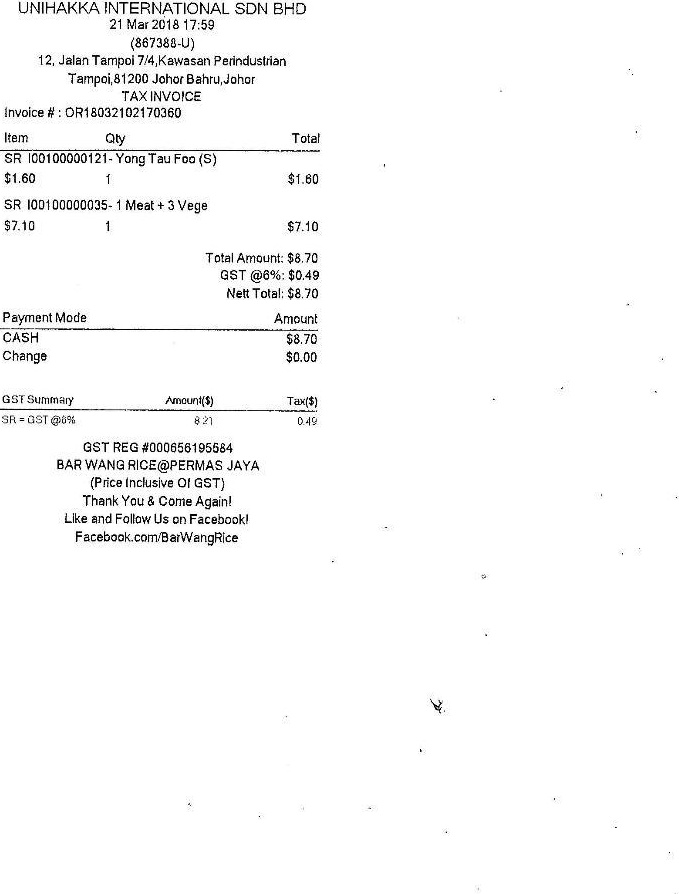 UNIHAKKA INTERNATIONAL SDN BHD
21 Mar 2018 17:59
(867388-U)
12, Jalan Tampoi 7/4,Kawasan Perindustrian
Tampoi,81200 Johor Bahru,Johor
TAX INVOICE
Invoice # : OR18032102170360
Item Qty Total
SR I00100000121- Yong Tau Foo (S)
$1.60 1 $1.60
SR I00100000035- 1 Meat + 3 Vege
$7.10 1 $7.10
Total Amount: $8.70
GST @6%: $0.49
Nett Total: $8.70
Payment Mode Amount
CASH $8.70
Change $0.00
GST Summary Amount($) Tax($)
SR = GST @6% 8.21 0.49
GST REG #000656195584
BAR WANG RICE@PERMAS JAYA
(Price Inclusive Of GST)
Thank You & Come Again!
Like and Follow Us on Facebook!
Facebook.com/BarWangRice